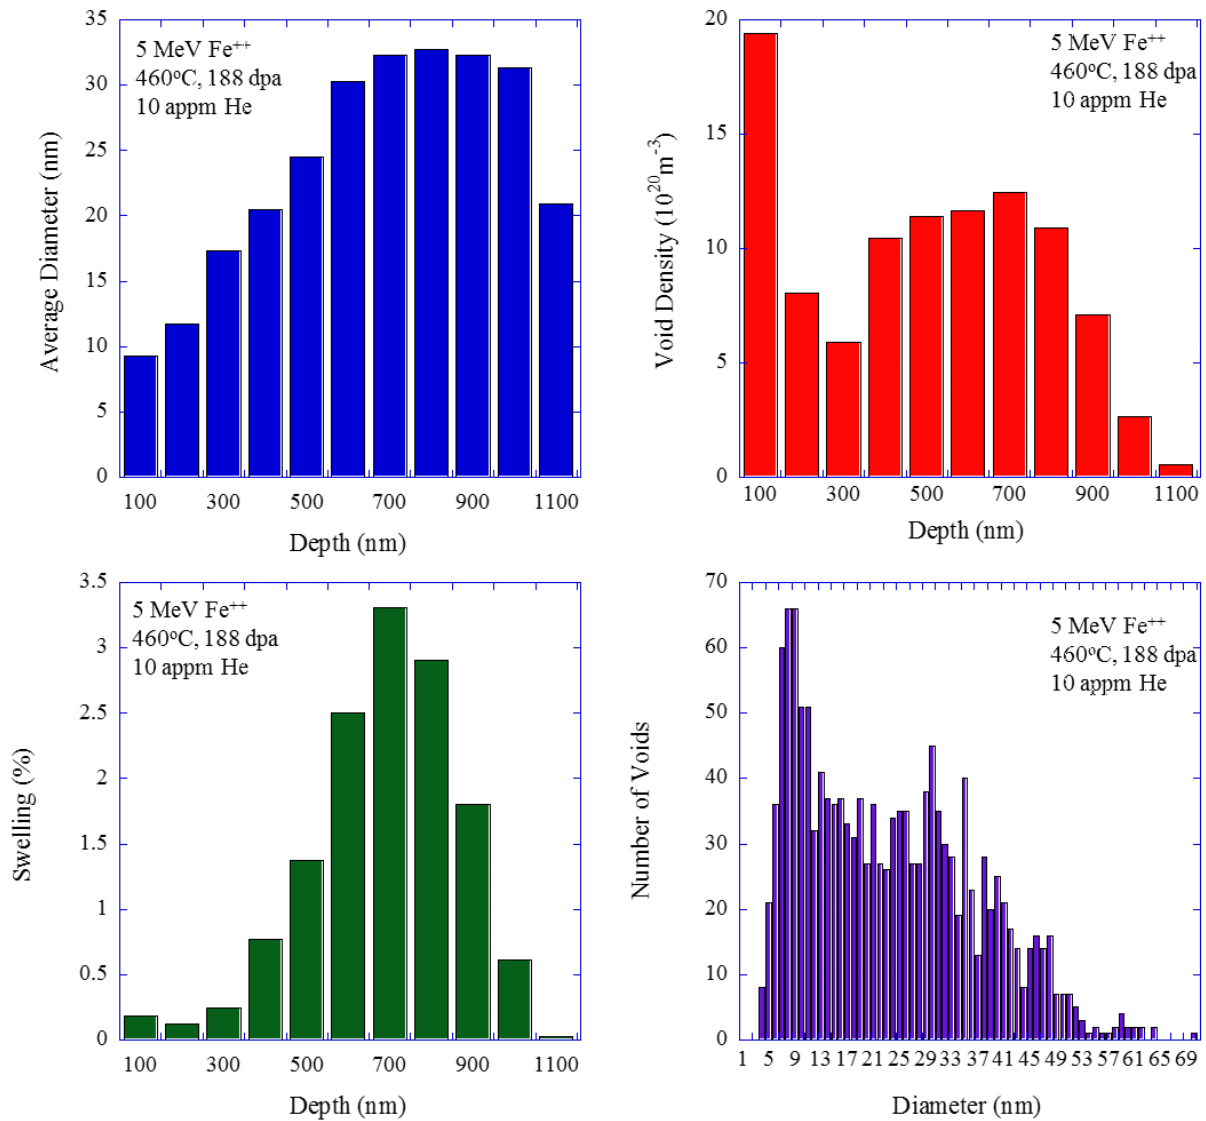 35
30
25
20
15
10
5
0
Average Diameter (nm)
5 MeV Fe⁺⁺
460°C, 188 dpa
10 appm He
100 300 500 700 900 1100
Depth (nm)
20
15
10
5
0
Void Density (10²⁰m⁻³)
5 MeV Fe⁺⁺
460°C, 188 dpa
10 appm He
100 300 500 700 900 1100
Depth (nm)
3.5
3
2.5
2
1.5
1
0.5
0
Swelling (%)
5 MeV Fe⁺⁺
460°C, 188 dpa
10 appm He
100 300 500 700 900 1100
Depth (nm)
70
60
50
40
30
20
10
0
Number of Voids
5 MeV Fe⁺⁺
460°C, 188 dpa
10 appm He
1 5 9 13 17 21 25 29 33 37 41 45 49 53 57 61 65 69
Diameter (nm)